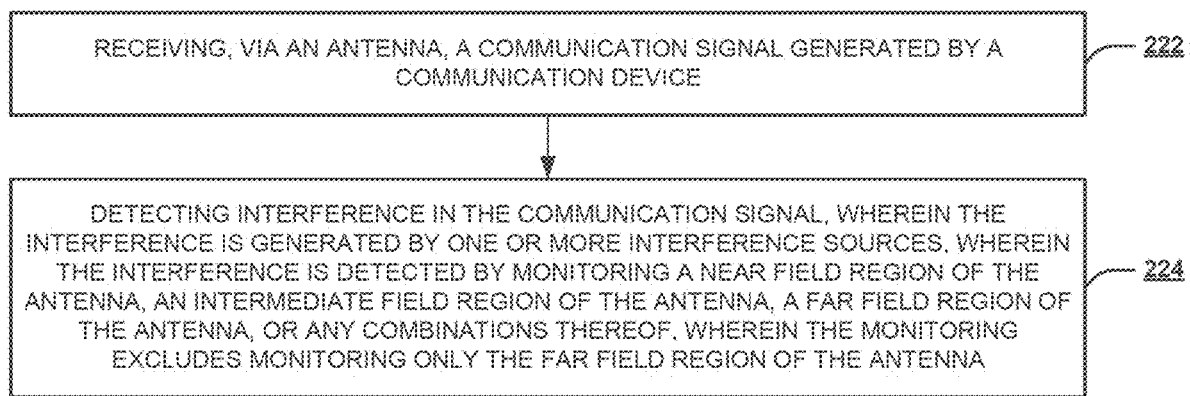 RECEIVING, VIA AN ANTENNA, A COMMUNICATION SIGNAL GENERATED BY A
COMMUNICATION DEVICE
222
DETECTING INTERFERENCE IN THE COMMUNICATION SIGNAL, WHEREIN THE
INTERFERENCE IS GENERATED BY ONE OR MORE INTERFERENCE SOURCES, WHEREIN
THE INTERFERENCE IS DETECTED BY MONITORING A NEAR FIELD REGION OF THE
ANTENNA, AN INTERMEDIATE FIELD REGION OF THE ANTENNA, A FAR FIELD REGION OF
THE ANTENNA, OR ANY COMBINATIONS THEREOF, WHEREIN THE MONITORING
EXCLUDES MONITORING ONLY THE FAR FIELD REGION OF THE ANTENNA
224